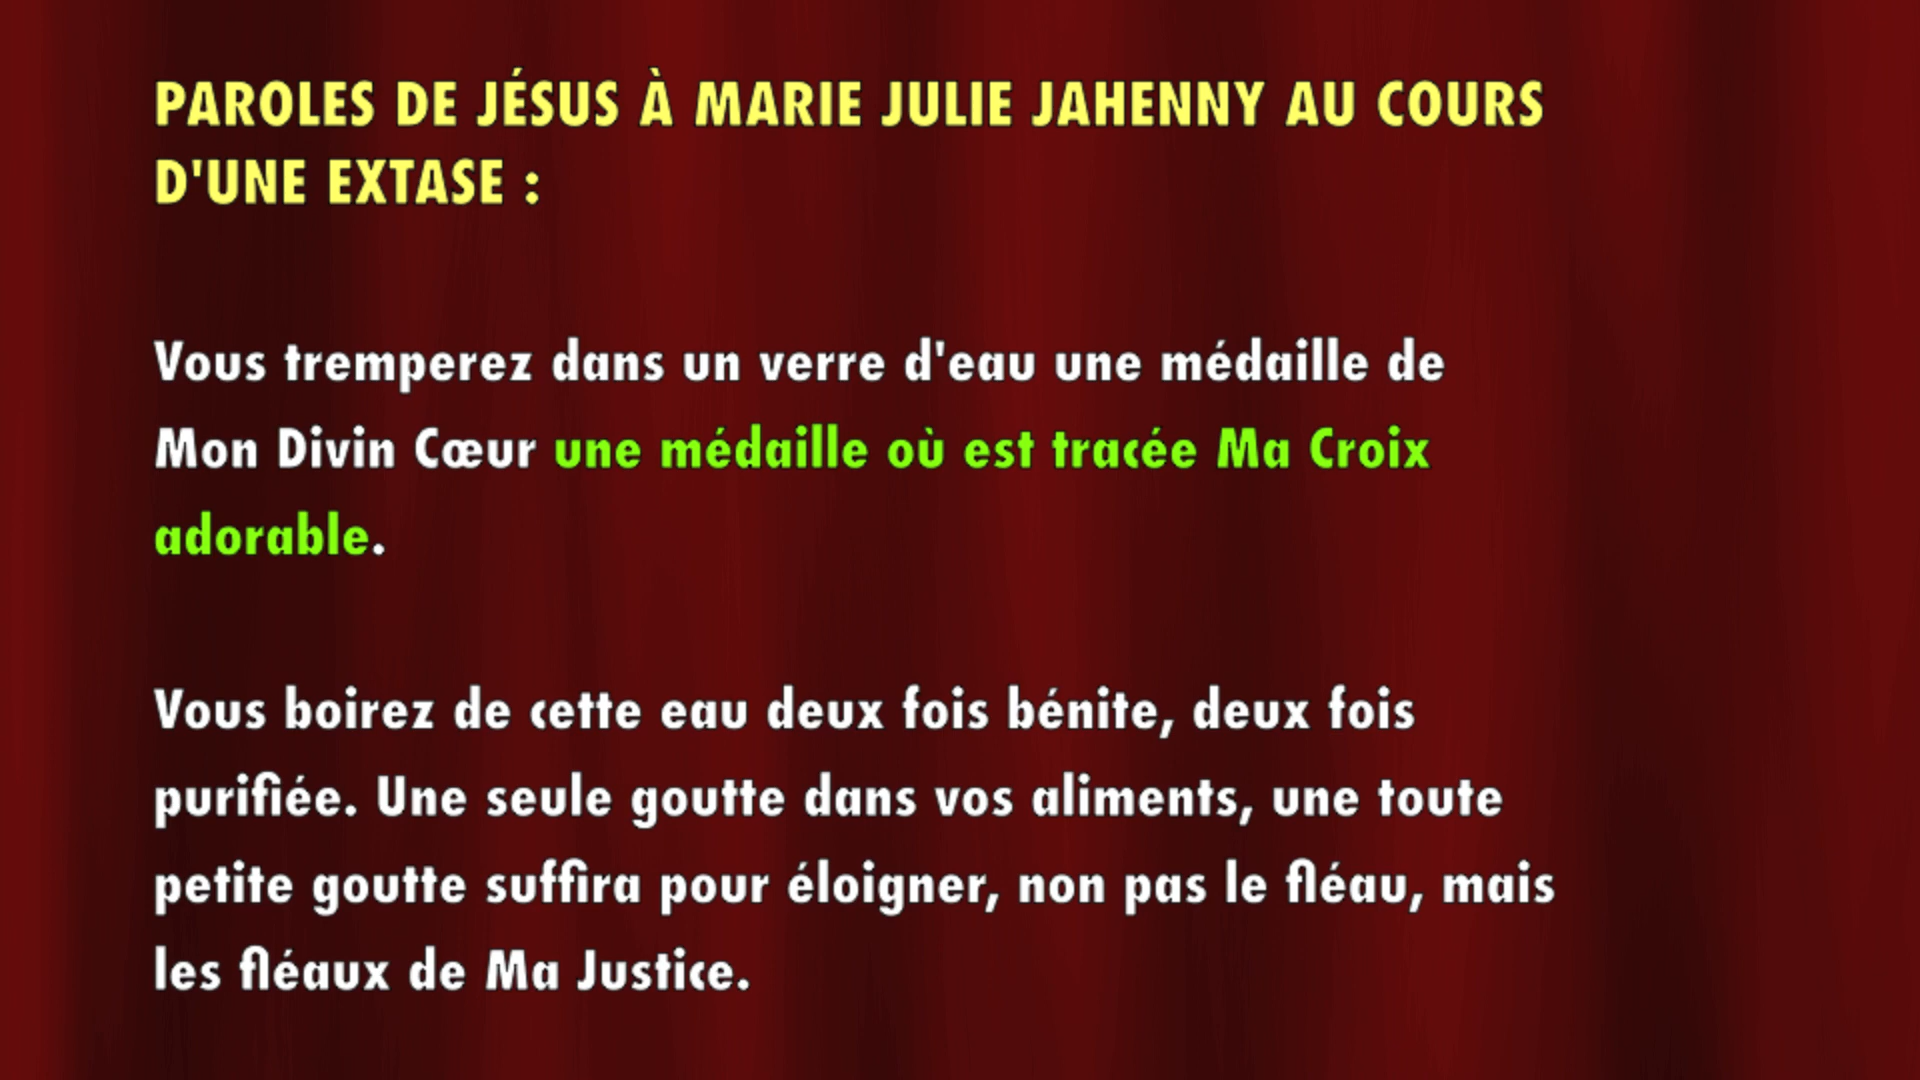 PAROLES DE JÉSUS À MARIE JULIE JAHENNY AU COURS
D'UNE EXTASE :
Vous tremperez dans un verre d'eau une médaille de
Mon Divin Cœur une médaille où est tracée Ma Croix
adorable.
Vous boirez de cette eau deux fois bénite, deux fois
purifiée. Une seule goutte dans vos aliments, une toute
petite goutte suffira pour éloigner, non pas le fléau, mais
les fléaux de Ma Justice.